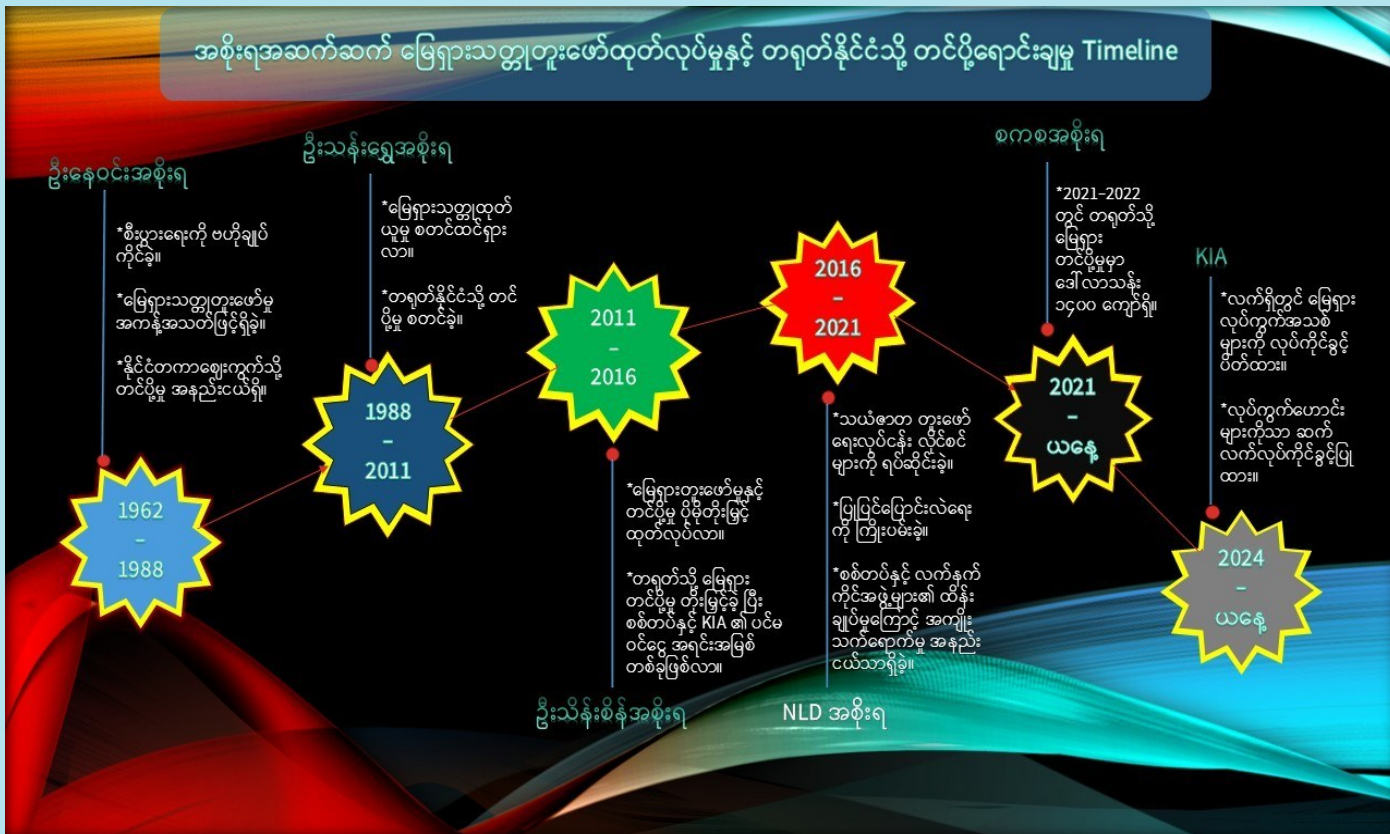 အစိုးရအဆက်ဆက် မြေရှားသတ္တုတူးဖော်ထုတ်လုပ်မှုနှင့် တရုတ်နိုင်ငံသို့ တင်ပို့ရောင်းချမှု Timeline
ဦးနေဝင်းအစိုးရ
*စီးပွားရေးကို ဗဟိုချုပ်
ကိုင်ခဲ့။
*မြေရှားသတ္တုတူးဖော်မှု
အကန့်အသတ်ဖြင့်ရှိခဲ့။
*နိုင်ငံတကာဈေးကွက်သို့
တင်ပို့မှု အနည်းငယ်ရှိ။
1962
–
1988
ဦးသန်းရွှေအစိုးရ
*မြေရှားသတ္တုထုတ်
ယူမှု စတင်ထင်ရှား
လာ။
*တရုတ်နိုင်ငံသို့ တင်
ပို့မှု စတင်ခဲ့။
1988
–
2011
2011
–
2016
*မြေရှားတူးဖော်မှုနှင့်
တင်ပို့မှု ပိုမိုတိုးမြှင့်
ထုတ်လုပ်လာ။
*တရုတ်သို့ မြေရှား
တင်ပို့မှု တိုးမြှင့်ခဲ့ ပြီး
စစ်တပ်နှင့် KIA ၏ ပင်မ
ဝင်ငွေ အရင်းအမြစ်
တစ်ခုဖြစ်လာ။
ဦးသိန်းစိန်အစိုးရ
2016
–
2021
*သယံဇာတ တူးဖော်
ရေးလုပ်ငန်း လိုင်စင်
များကို ရပ်ဆိုင်းခဲ့။
*ပြုပြင်ပြောင်းလဲရေး
ကို ကြိုးပမ်းခဲ့။
*စစ်တပ်နှင့် လက်နက်
ကိုင်အဖွဲ့များ၏ ထိန်း
ချုပ်မှုကြောင့် အကျိုး
သက်ရောက်မှု အနည်း
ငယ်သာရှိခဲ့။
NLD အစိုးရ
စကစအစိုးရ
*2021-2022
တွင် တရုတ်သို့
မြေရှား
တင်ပို့မှုမှာ
ဒေါ်လာသန်း
၁၄၀၀ ကျော်ရှိ။
2021
–
ယနေ့
KIA
*လက်ရှိတွင် မြေရှား
လုပ်ကွက်အသစ်
များကို လုပ်ကိုင်ခွင့်
ပိတ်ထား။
*လုပ်ကွက်ဟောင်း
များကိုသာ ဆက်
လက်လုပ်ကိုင်ခွင့်ပြု
ထား။
2024
–
ယနေ့